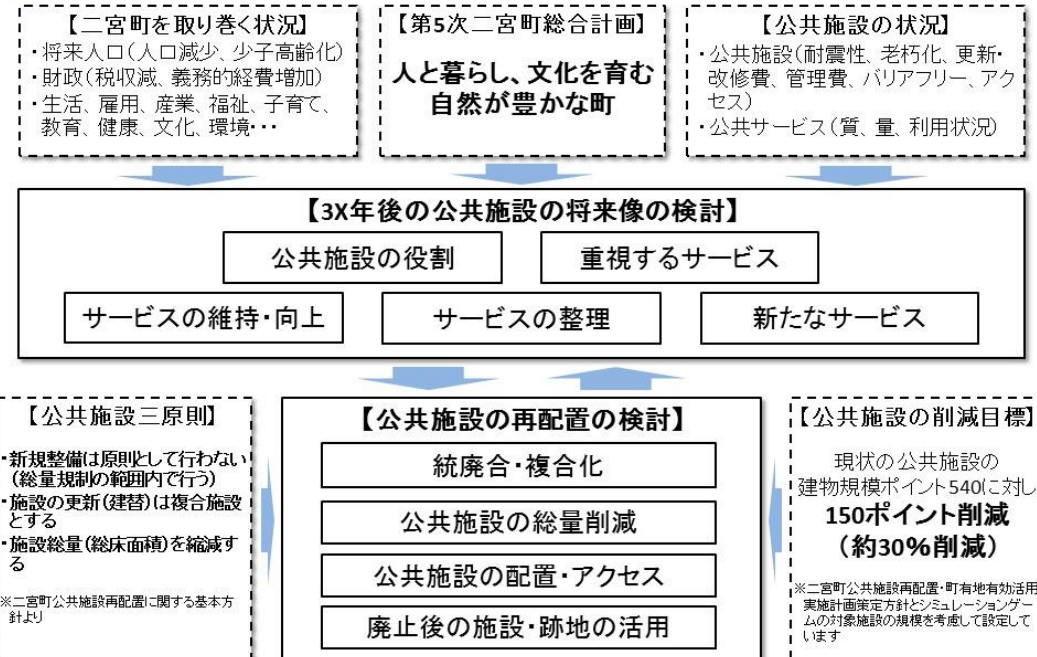 【二宮町を取り巻く状況】
・将来人口(人口減少、少子高齢化)
・財政(税収減、義務的経費増加)
・生活、雇用、産業、福祉、子育て、
教育、健康、文化、環境・・・
【第5次二宮町総合計画】
人と暮らし、文化を育む
自然が豊かな町
【公共施設の状況】
・公共施設(耐震性、老朽化、更新・
改修費、管理費、バリアフリー、アク
セス)
・公共サービス(質、量、利用状況)
【3X年後の公共施設の将来像の検討】
公共施設の役割
重視するサービス
サービスの維持・向上
サービスの整理
新たなサービス
【公共施設三原則】
・新規整備は原則として行わない
(総量規制の範囲内で行う)
・施設の更新(建替)は複合施設
とする
・施設総量(総床面積)を縮減す
る
※二宮町公共施設再配置に関する基本方
針より
【公共施設の再配置の検討】
統廃合・複合化
公共施設の総量削減
公共施設の配置・アクセス
廃止後の施設・跡地の活用
【公共施設の削減目標】
現状の公共施設の
建物規模ポイント540に対し
150ポイント削減
(約30%削減)
※二宮町公共施設再配置・町有地有効活用
実施計画策定方針とシミュレーションゲー
ムの対象施設の規模を考慮して設定して
います